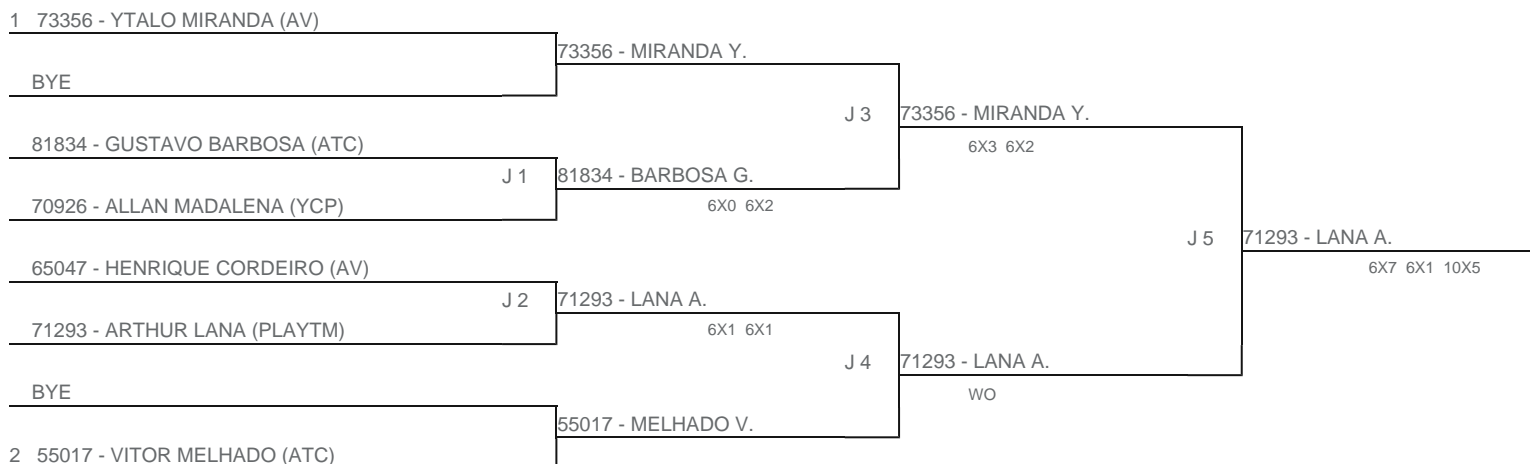 1 73356 - YTALO MIRANDA (AV)
73356 - MIRANDA Y.
BYE
J 3
73356 - MIRANDA Y.
6X3 6X2
81834 - GUSTAVO BARBOSA (ATC)
J 1
81834 - BARBOSA G.
6X0 6X2
70926 - ALLAN MADALENA (YCP)
J 5
71293 - LANA A.
6X7 6X1 10X5
65047 - HENRIQUE CORDEIRO (AV)
J 2
71293 - LANA A.
6X1 6X1
71293 - ARTHUR LANA (PLAYTM)
J 4
71293 - LANA A.
WO
BYE
55017 - MELHADO V.
2 55017 - VITOR MELHADO (ATC)